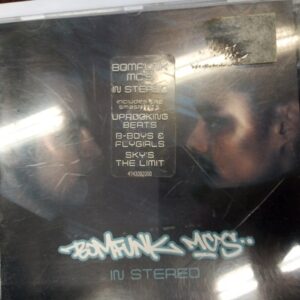 BOMFUNK
MC'S
IN STEREO
UPROCKING
BEATS
B-BOYS &
FLYGIRLS
SKY'S
THE LIMIT
BOMFUNK MC'S..
IN STEREO